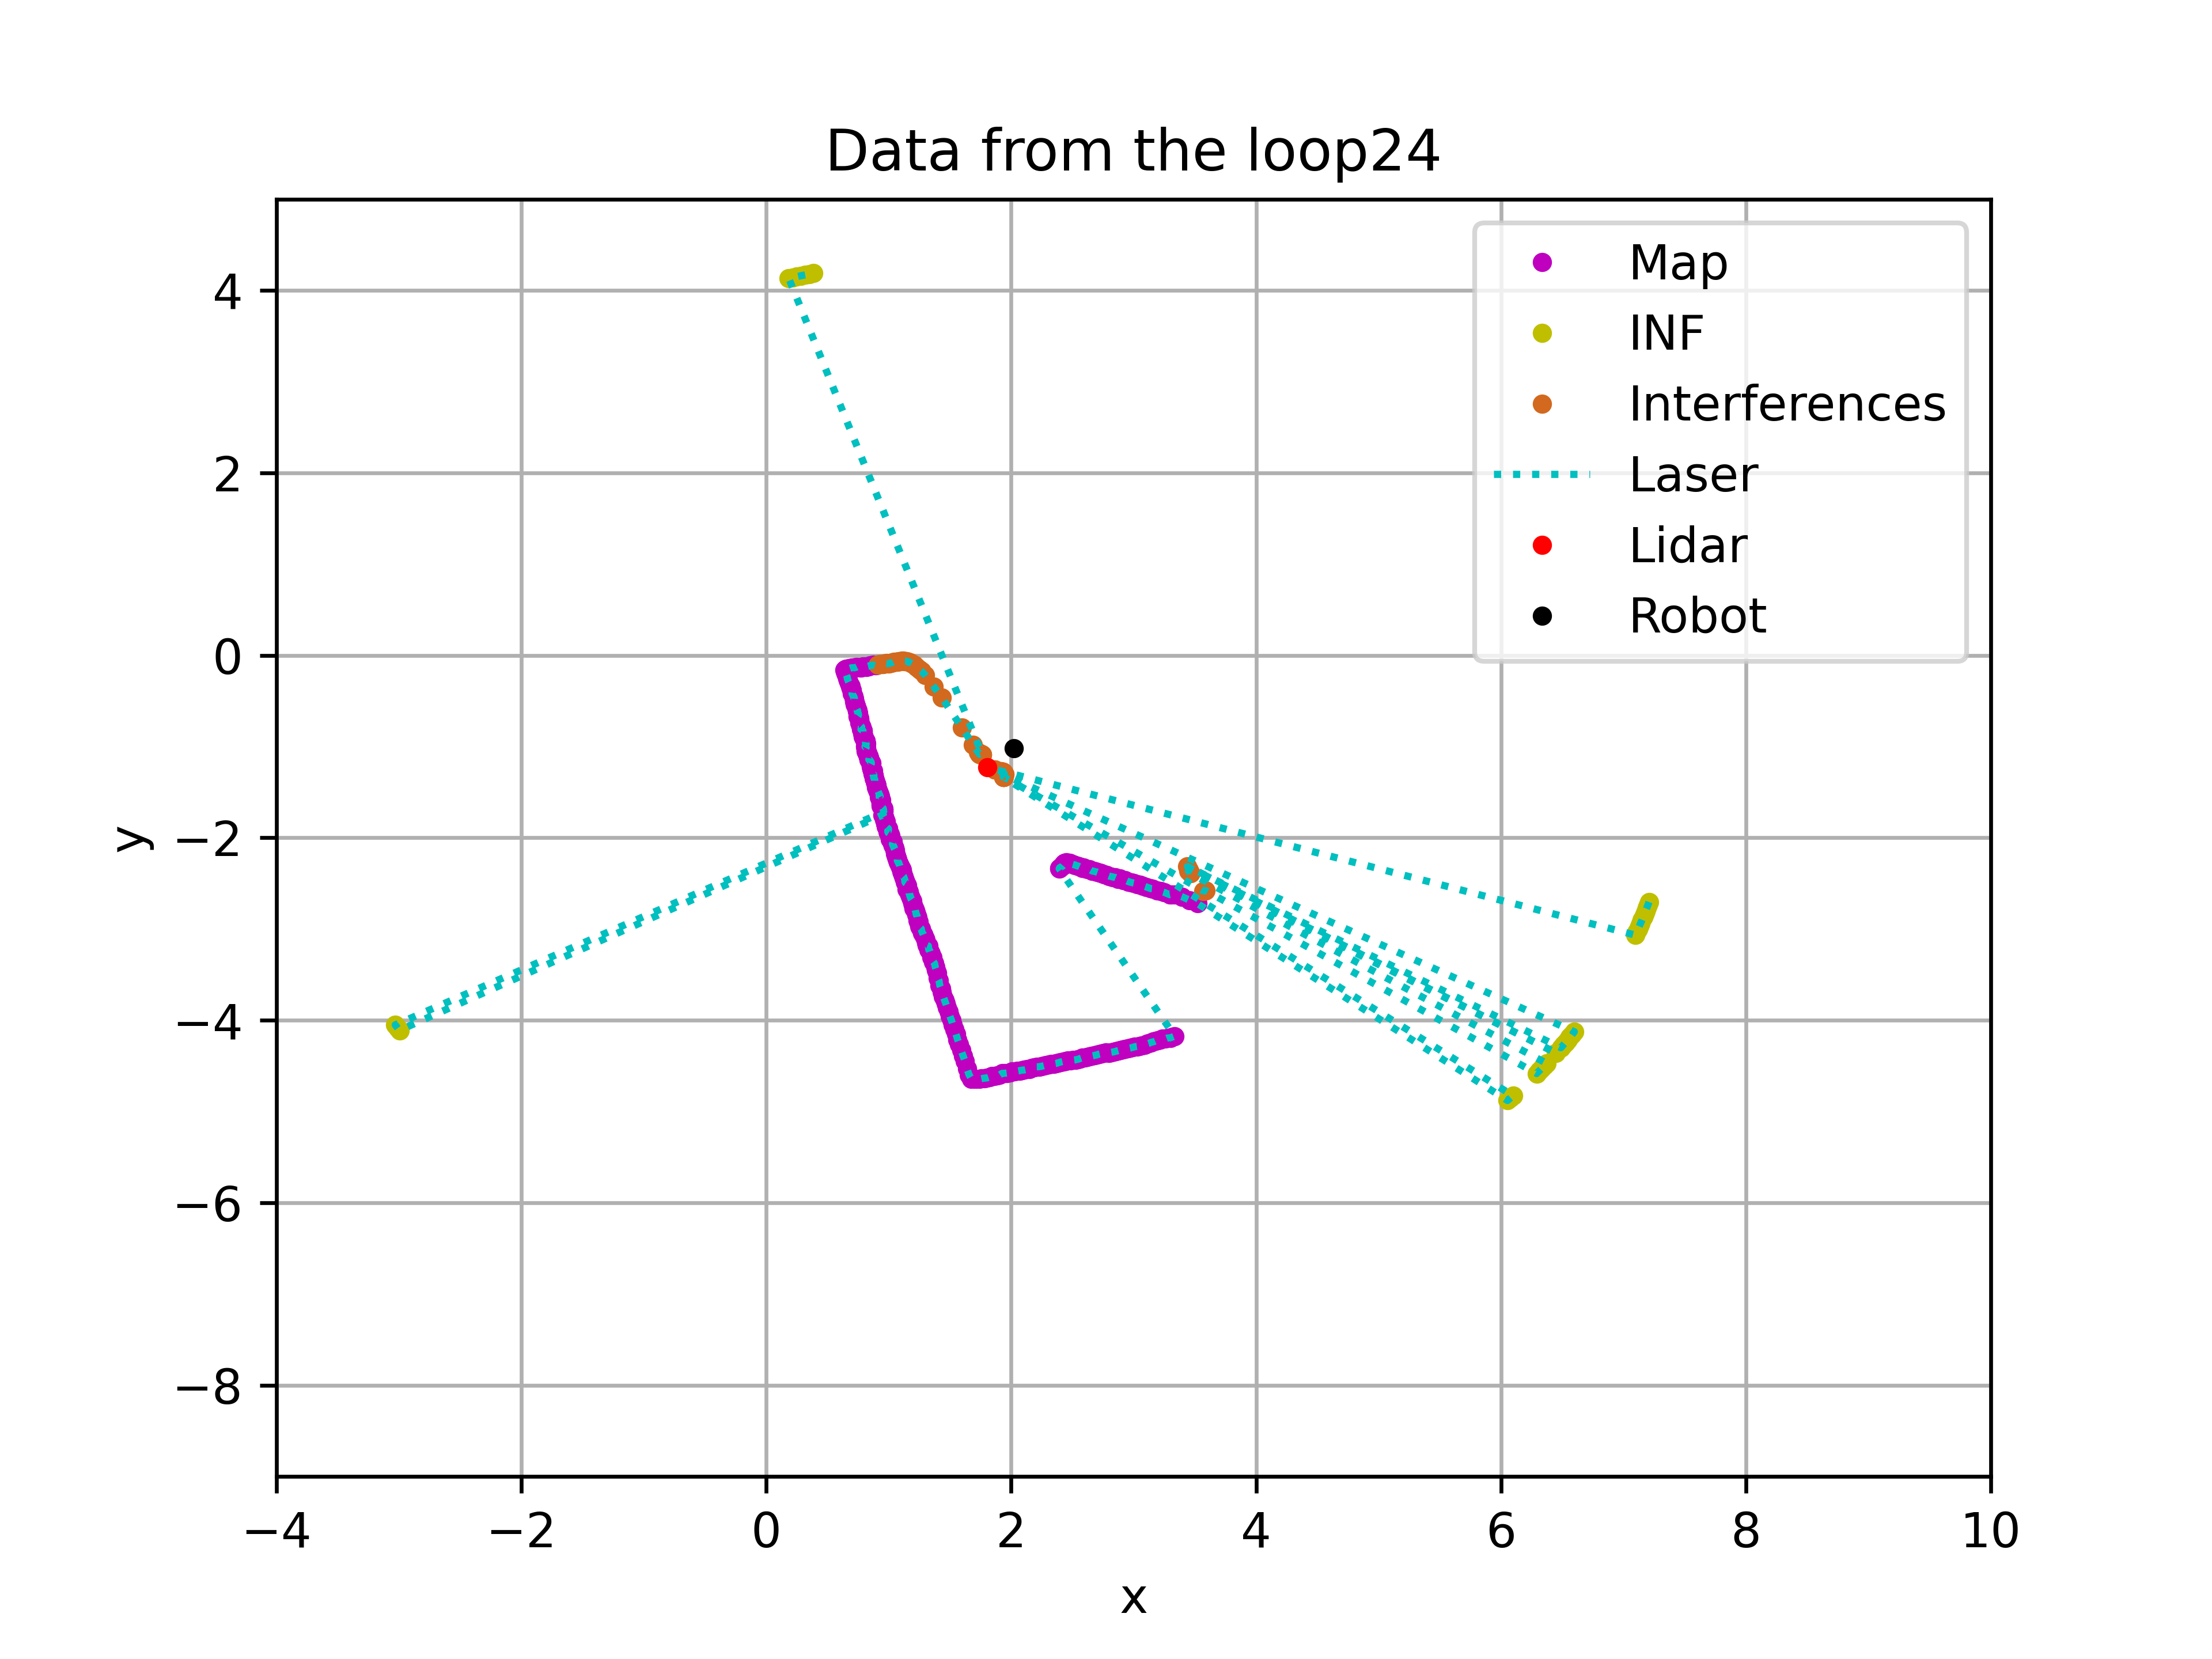 Data from the loop24
Map
INF
Interferences
Laser
Lidar
Robot
4
2
0
−2
−4
−6
−8
y
−4 −2 0 2 4 6 8 10
x